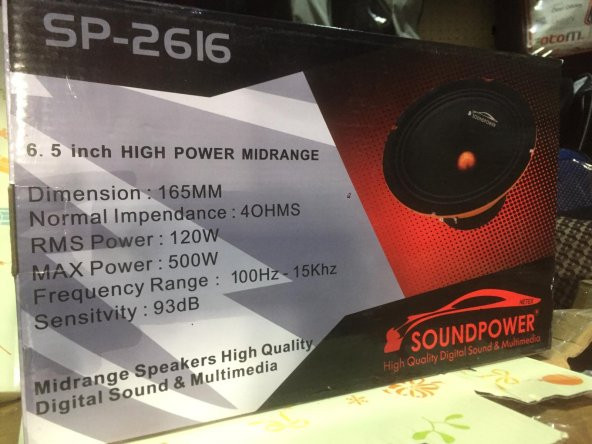 SP-2616
6. 5 inch HIGH POWER MIDRANGE
Dimension : 165MM
Normal Impendance : 4OHMS
RMS Power : 120W
MAX Power : 500W
Frequency Range : 100Hz - 15Khz
Sensitvity : 93dB
Midrange Speakers High Quality
Digital Sound & Multimedia
SOUNDPOWER
METEX
SOUNDPOWER®
High Quality Digital Sound & Multimedia